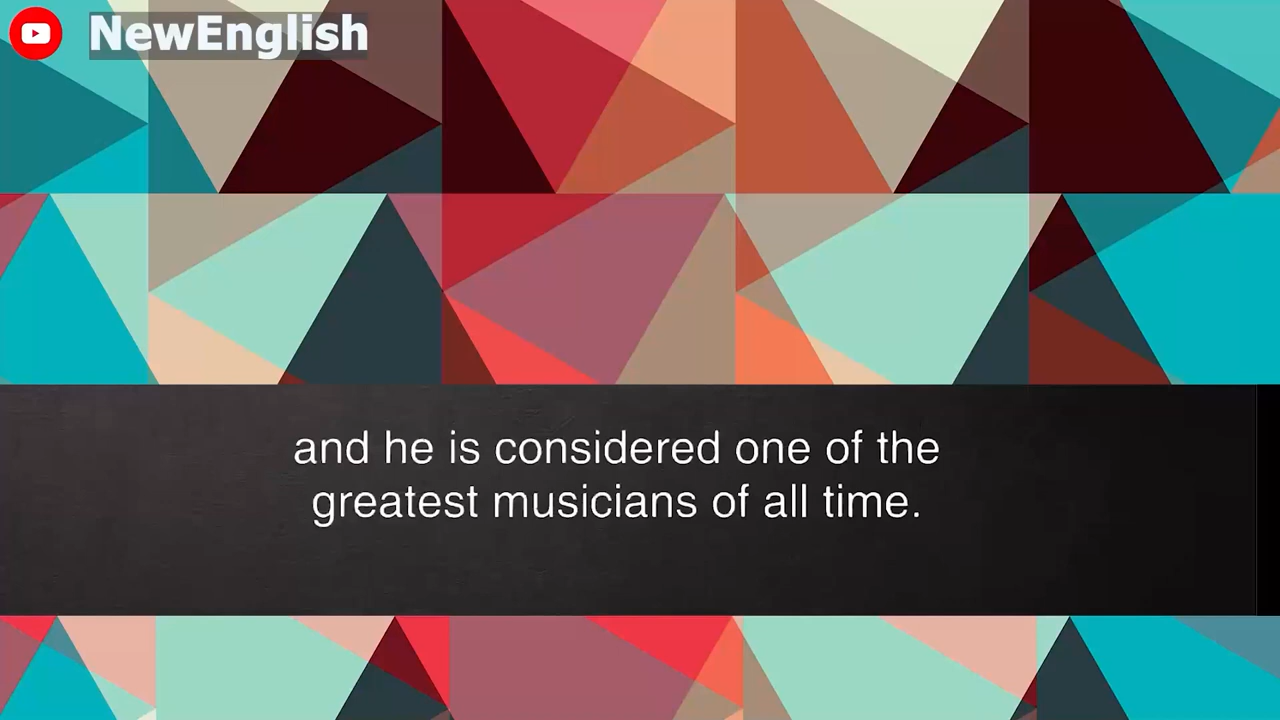 NewEnglish
and he is considered one of the
greatest musicians of all time.